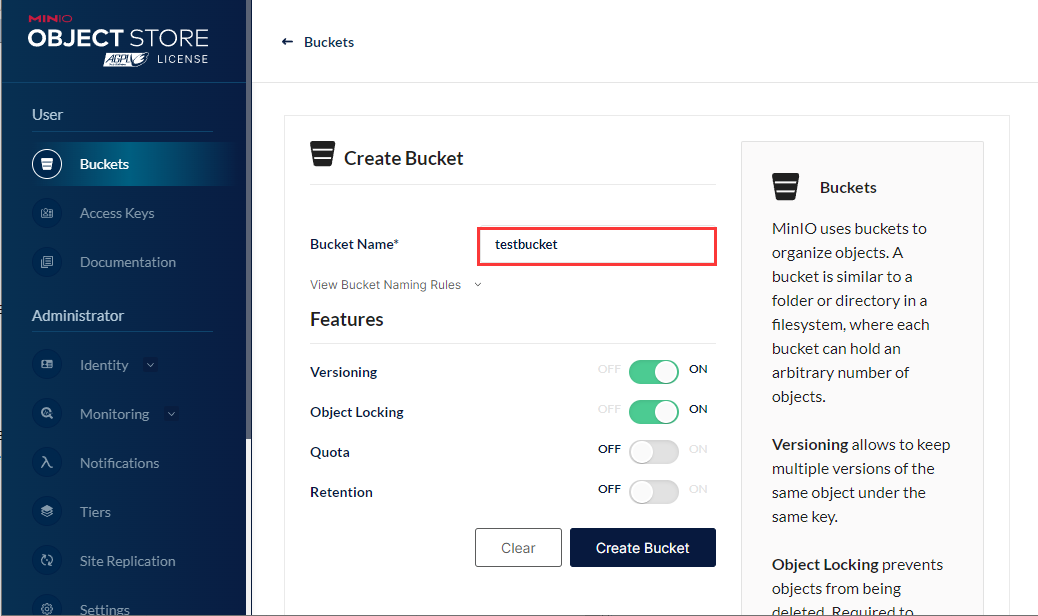 MINIO
OBJECT STORE
AGPL LICENSE
User
Buckets
Access Keys
Documentation
Administrator
Identity
Monitoring
Notifications
Tiers
Site Replication
Settings
← Buckets
Create Bucket
Bucket Name*
testbucket
View Bucket Naming Rules
Features
Versioning OFF ON
Object Locking OFF ON
Quota OFF ON
Retention OFF ON
Clear Create Bucket
Buckets
MinIO uses buckets to
organize objects. A
bucket is similar to a
folder or directory in a
filesystem, where each
bucket can hold an
arbitrary number of
objects.
Versioning allows to keep
multiple versions of the
same object under the
same key.
Object Locking prevents
objects from being
deleted. Required to